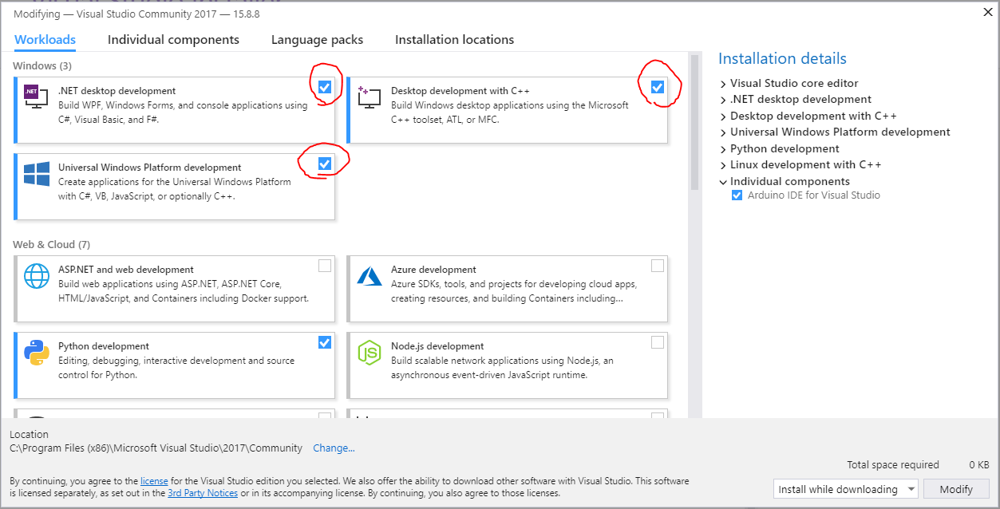 Modifying — Visual Studio Community 2017 — 15.8.8
Workloads
Individual components
Language packs
Installation locations
Windows (3)
.NET
.NET desktop development
Build WPF, Windows Forms, and console applications using
C#, Visual Basic, and F#.
Desktop development with C++
Build Windows desktop applications using the Microsoft
C++ toolset, ATL, or MFC.
Universal Windows Platform development
Create applications for the Universal Windows Platform
with C#, VB, JavaScript, or optionally C++.
Web & Cloud (7)
ASP.NET and web development
Build web applications using ASP.NET, ASP.NET Core,
HTML/JavaScript, and Containers including Docker support.
Azure development
Azure SDKs, tools, and projects for developing cloud apps,
creating resources, and building Containers including...
Python development
Editing, debugging, interactive development and source
control for Python.
JS
Node.js development
Build scalable network applications using Node.js, an
asynchronous event-driven JavaScript runtime.
Installation details
Visual Studio core editor
.NET desktop development
Desktop development with C++
Universal Windows Platform development
Python development
Linux development with C++
Individual components
Arduino IDE for Visual Studio
Location
C:\Program Files (x86)\Microsoft Visual Studio\2017\Community
Change...
Total space required
0 KB
By continuing, you agree to the license for the Visual Studio edition you selected. We also offer the ability to download other software with Visual Studio. This software
is licensed separately, as set out in the 3rd Party Notices or in its accompanying license. By continuing, you also agree to those licenses.
Install while downloading
Modify